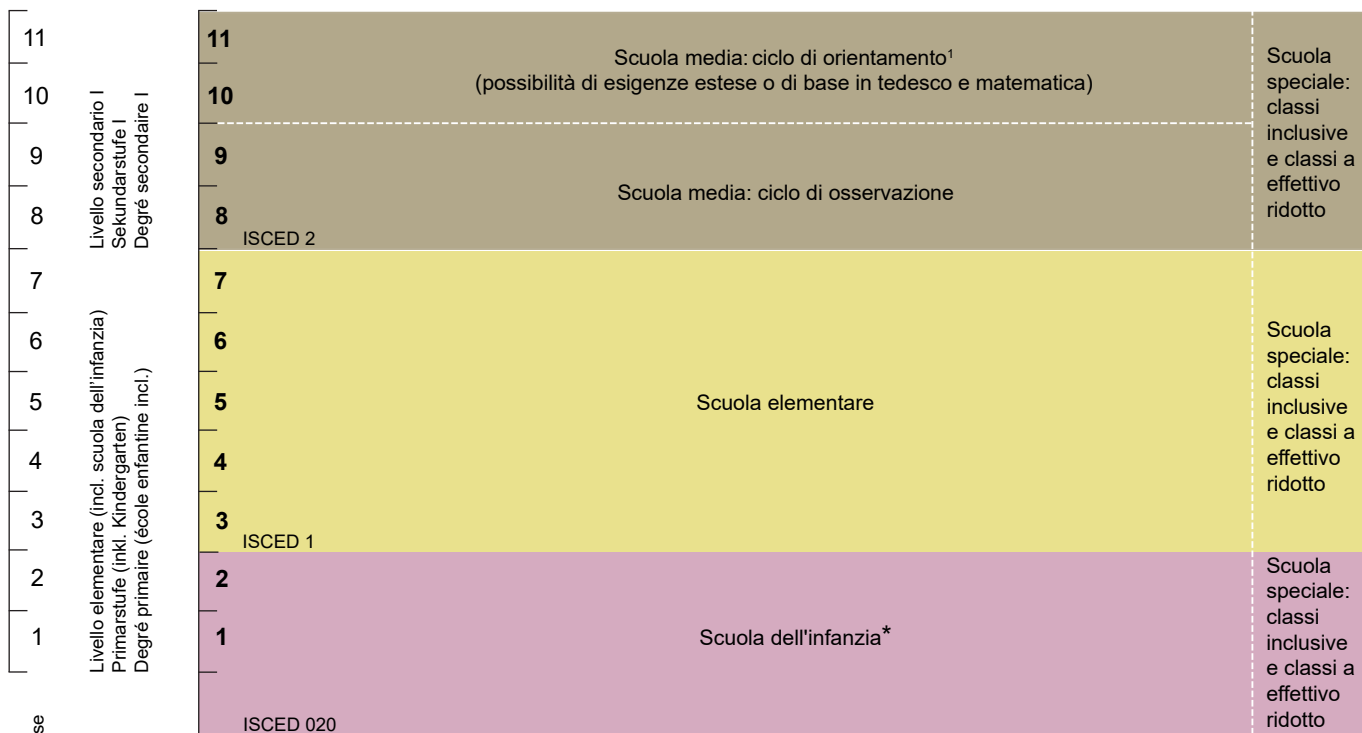 11
10
9
8
7
6
5
4
3
2
1
Livello secondario I
Sekundarstufe I
Degré secondaire I
Livello elementare (incl. scuola dell'infanzia)
Primarstufe (inkl. Kindergarten)
Degré primaire (école enfantine incl.)
se
11
10
9
8
ISCED 2
7
6
5
4
3
ISCED 1
2
1
ISCED 020
Scuola media: ciclo di orientamento¹
(possibilità di esigenze estese o di base in tedesco e matematica)
Scuola media: ciclo di osservazione
Scuola elementare
Scuola dell'infanzia*
Scuola
speciale:
classi
inclusive
e classi a
effettivo
ridotto
Scuola
speciale:
classi
inclusive
e classi a
effettivo
ridotto
Scuola
speciale:
classi
inclusive
e classi a
effettivo
ridotto